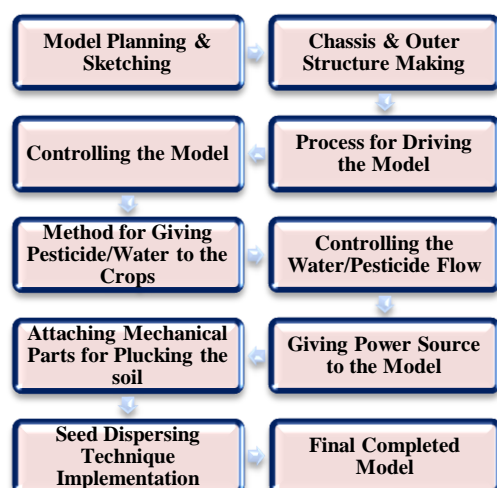 Model Planning &
Sketching
Chassis & Outer
Structure Making
Process for Driving
the Model
Controlling the Model
Method for Giving
Pesticide/Water to the
Crops
Controlling the
Water/Pesticide Flow
Giving Power Source
to the Model
Attaching Mechanical
Parts for Plucking the
soil
Seed Dispersing
Technique
Implementation
Final Completed
Model